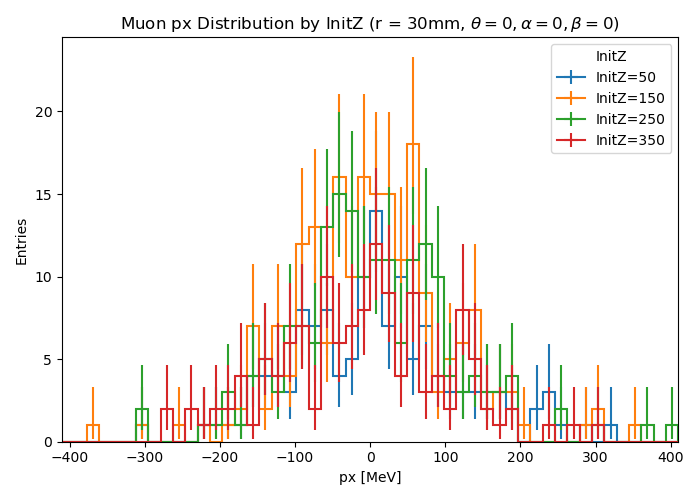 Muon px Distribution by InitZ (r = 30mm, θ = 0, α = 0, β = 0)
InitZ
InitZ=50
InitZ=150
InitZ=250
InitZ=350
Entries
20
15
10
5
0
−400 −300 −200 −100 0 100 200 300 400
px [MeV]